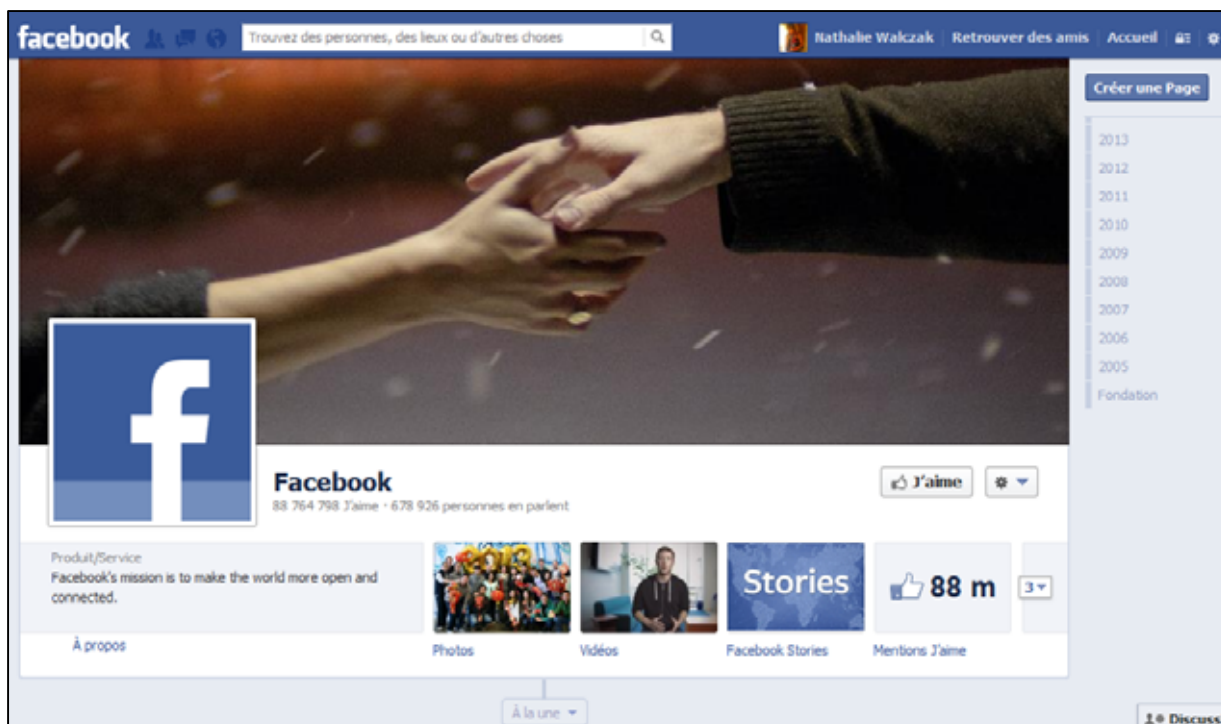 facebook
Trouvez des personnes, des lieux ou d'autres choses
Nathalie Walczak
Retrouver des amis
Accueil
Créer une Page
2013
2012
2011
2010
2009
2008
2007
2006
2005
Fondation
f
Facebook
88 764 798 J'aime · 678 926 personnes en parlent
J'aime
Produit/Service
Facebook's mission is to make the world more open and
connected.
À propos
2013
Photos
Vidéos
Stories
Facebook Stories
88 m
Mentions J'aime
3
À la une
Discuss